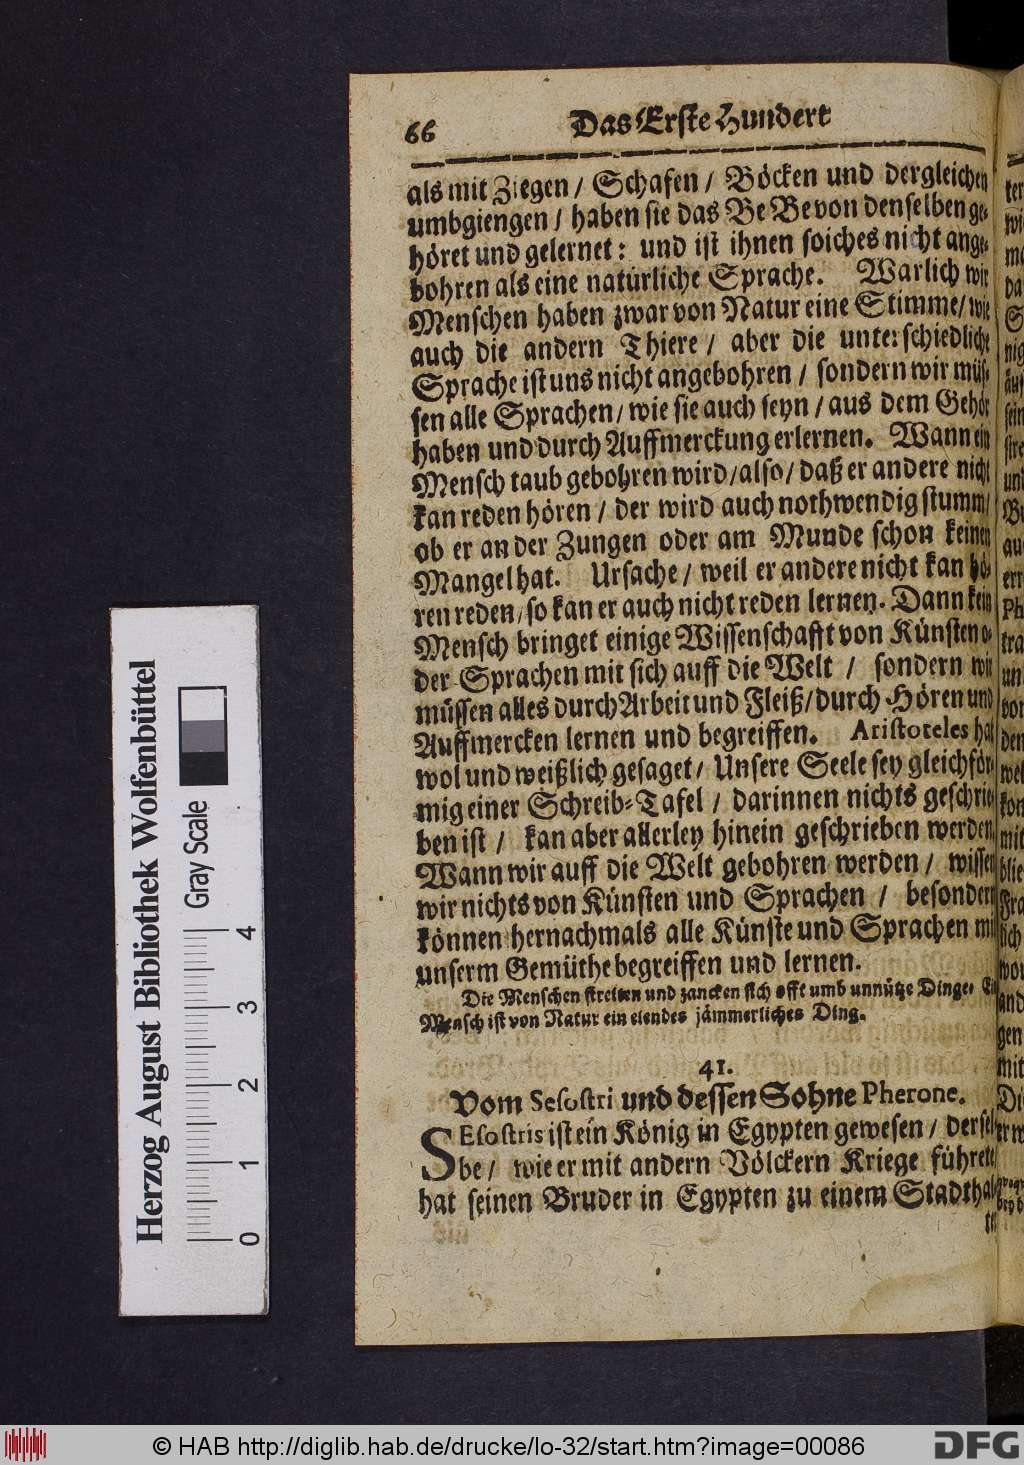 66 Das Erste Hundert
als mit Ziegen / Schafen / Böcken und dergleichen
umbgiengen / haben sie das Be Be von denselben ge-
höret und gelernet: und ist ihnen solches nicht ange-
bohren als eine natürliche Sprache. Warlich wir
Menschen haben zwar von Natur eine Stimme / wie
auch die andern Thiere / aber die unterschiedliche
Sprache ist uns nicht angebohren / sondern wir müs-
sen alle Sprachen / wie sie auch seyn / aus dem Gehör
haben und durch Auffmerckung erlernen. Wann ein
Mensch taub gebohren wird / also / daß er andere nicht
kan reden hören / der wird auch nothwendig stumm /
ob er an der Zungen oder am Munde schon keinen
Mangel hat. Ursache / weil er andere nicht kan hö-
ren reden / so kan er auch nicht reden lernen. Dann kein
Mensch bringet einige Wissenschafft von Künsten o-
der Sprachen mit sich auff die Welt / sondern wir
müssen alles durch Arbeit und Fleiß / durch Hören und
Auffmercken lernen und begreiffen. Aristoteles hat
wol und weißlich gesaget / Unsere Seele sey gleichför-
mig einer Schreib-Tafel / darinnen nichts geschrie-
ben ist / kan aber allerley hinein geschrieben werden.
Wann wir auff die Welt gebohren werden / wissen
wir nichts von Künsten und Sprachen / besondern
können hernachmals alle Künste und Sprachen mit
unserm Gemüthe begreiffen und lernen.
Die Menschen streiten und zancken sich offt umb unnütze Dinge. Ein
Mensch ist von Natur ein elendes jämmerliches Ding.
41.
Vom Sesostri und dessen Sohne Pherone.
SEsostris ist ein König in Egypten gewesen / dersel-
be / wie er mit andern Völckern Kriege führete
hat seinen Bruder in Egypten zu einem Stadthal-
te
Herzog August Bibliothek Wolfenbüttel
Gray Scale
0 1 2 3 4
© HAB http://diglib.hab.de/drucke/lo-32/start.htm?image=00086
DFG